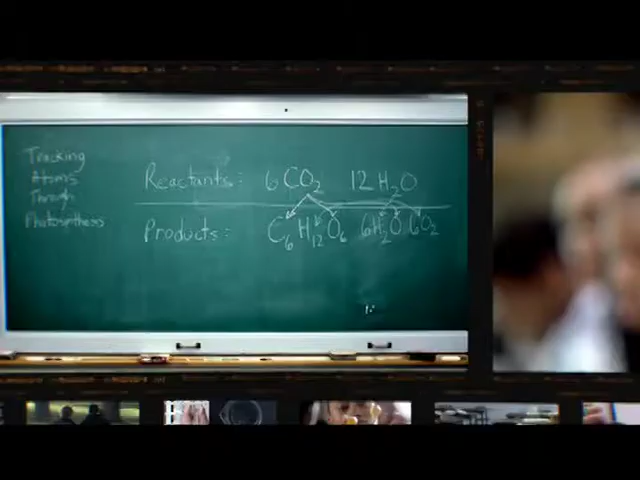 Tracking
Atoms
Through
Photosynthesis
Reactants: 6CO₂ 12H₂O
Products: C₆H₁₂O₆ 6H₂O 6O₂